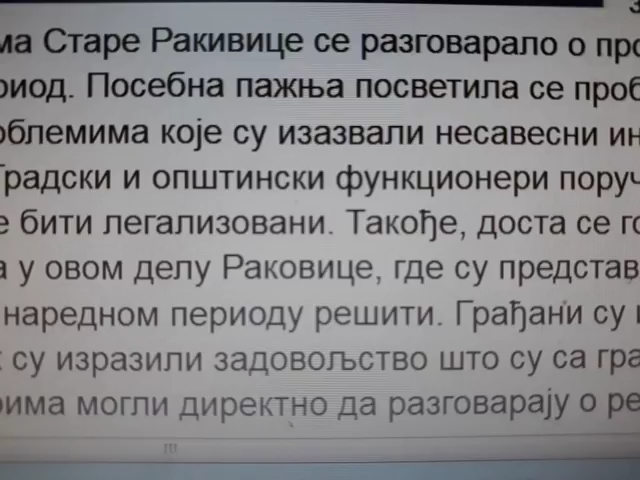 ма Старе Ракивице се разговарало о про
риод. Посебна пажња посветила се проб
облемима које су изазвали несавесни ин
Градски и општински функционери поруч
е бити легализовани. Такође, доста се го
а у овом делу Раковице, где су представ
наредном периоду решити. Грађани су
су изразили задовољство што су са гра
рима могли директно да разговарају о ре